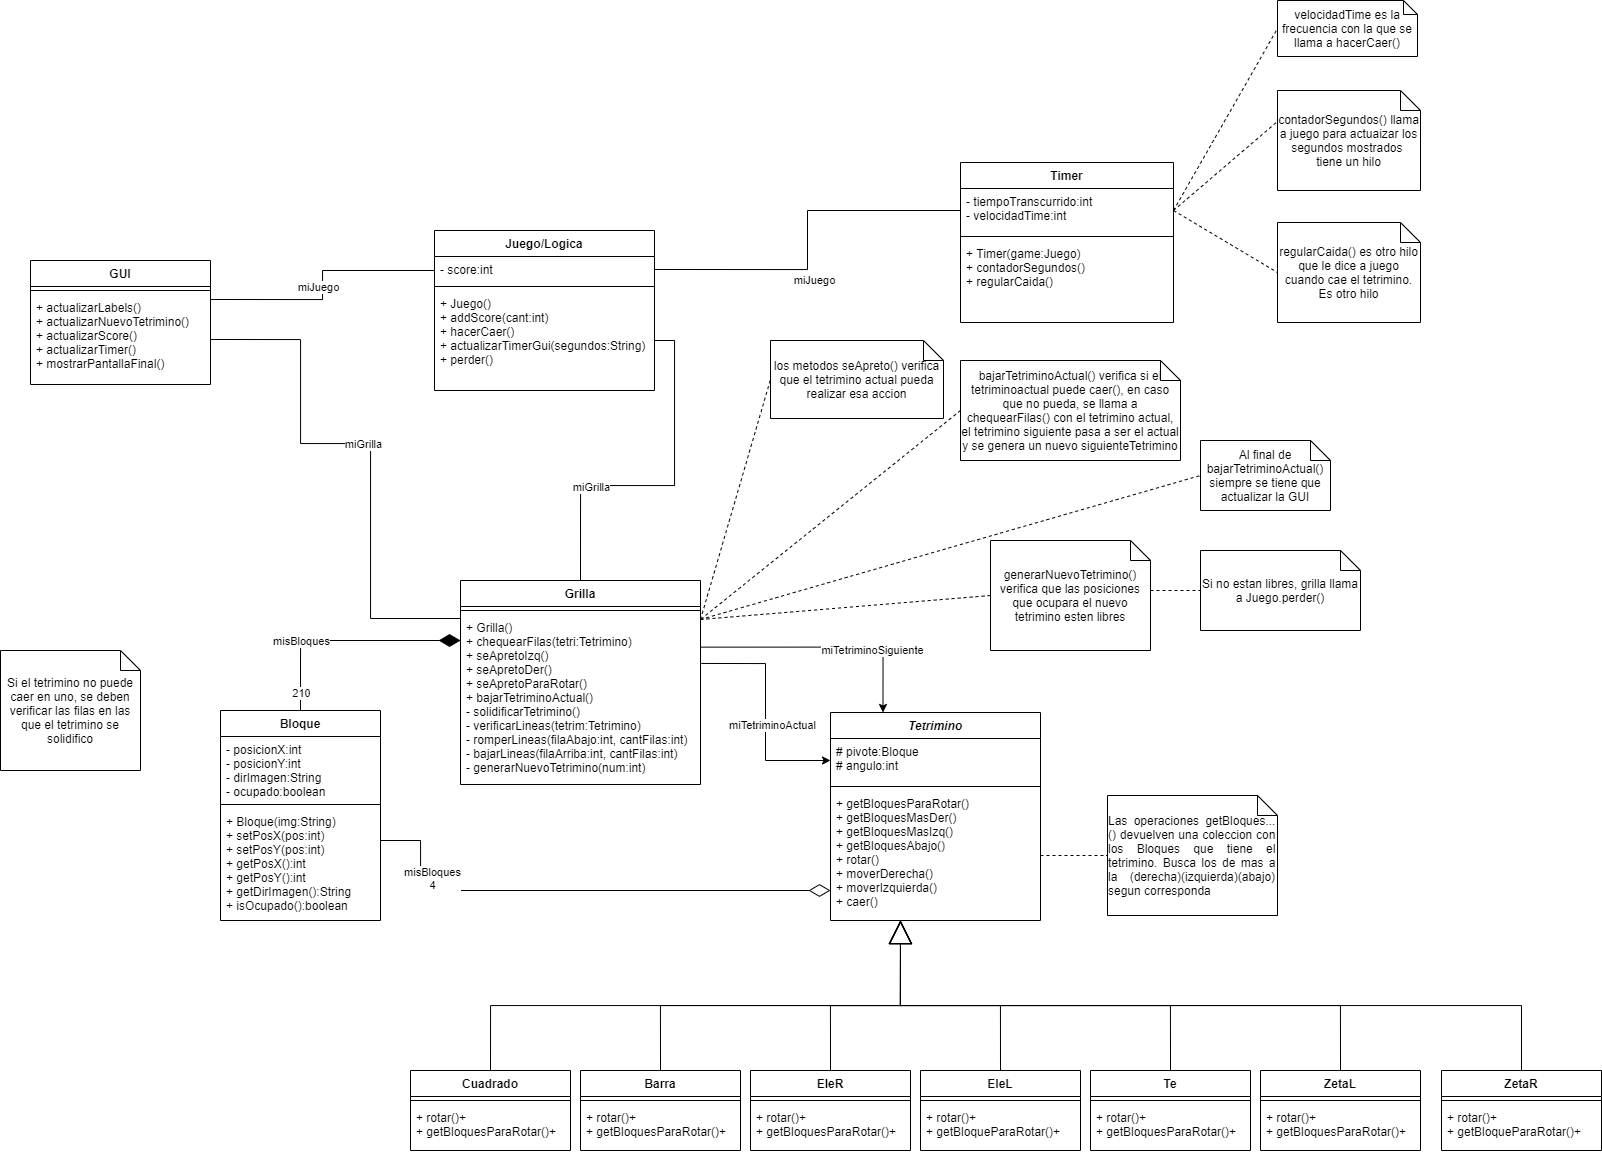 velocidadTime es la
frecuencia con la que se
llama a hacerCaer()
contadorSegundos() llama
a juego para actuaizar los
segundos mostrados
tiene un hilo
Timer
- tiempoTranscurrido:int
- velocidadTime:int
+ Timer(game:Juego)
+ contadorSegundos()
+ regularCaida()
regularCaida() es otro hilo
que le dice a juego
cuando cae el tetrimino.
Es otro hilo
Juego/Logica
- score:int
+ Juego()
+ addScore(cant:int)
+ hacerCaer()
+ actualizarTimerGui(segundos:String)
+ perder()
GUI
+ actualizarLabels()
+ actualizarNuevoTetrimino()
+ actualizarScore()
+ actualizarTimer()
+ mostrarPantallaFinal()
miJuego
miJuego
los metodos seApreto() verifica
que el tetrimino actual pueda
realizar esa accion
bajarTetriminoActual() verifica si el
tetriminoactual puede caer(), en caso
que no pueda, se llama a
chequearFilas() con el tetrimino actual,
el tetrimino siguiente pasa a ser el actual
y se genera un nuevo siguienteTetrimino
miGrilla
miGrilla
Al final de
bajarTetriminoActual()
siempre se tiene que
actualizar la GUI
generarNuevoTetrimino()
verifica que las posiciones
que ocupara el nuevo
tetrimino esten libres
Si no estan libres, grilla llama
a Juego.perder()
Grilla
+ Grilla()
+ chequearFilas(tetri:Tetrimino)
+ seApretoIzq()
+ seApretoDer()
+ seApretoParaRotar()
+ bajarTetriminoActual()
- solidificarTetrimino()
- verificarLineas(tetrim:Tetrimino)
- romperLineas(filaAbajo:int, cantFilas:int)
- bajarLineas(filaArriba:int, cantFilas:int)
- generarNuevoTetrimino(num:int)
misBloques
210
miTetriminoSiguiente
miTetriminoActual
Si el tetrimino no puede
caer en uno, se deben
verificar las filas en las
que el tetrimino se
solidifico
Bloque
- posicionX:int
- posicionY:int
- dirImagen:String
- ocupado:boolean
+ Bloque(img:String)
+ setPosX(pos:int)
+ setPosY(pos:int)
+ getPosX():int
+ getPosY():int
+ getDirImagen():String
+ isOcupado():boolean
misBloques
4
Tetrimino
# pivote:Bloque
# angulo:int
+ getBloquesParaRotar()
+ getBloquesMasDer()
+ getBloquesMasIzq()
+ getBloquesAbajo()
+ rotar()
+ moverDerecha()
+ moverIzquierda()
+ caer()
Las operaciones getBloques...
() devuelven una coleccion con
los Bloques que tiene el
tetrimino. Busca los de mas a
la (derecha)(izquierda)(abajo)
segun corresponda
Cuadrado
+ rotar()+
+ getBloquesParaRotar()+
Barra
+ rotar()+
+ getBloquesParaRotar()+
EleR
+ rotar()+
+ getBloquesParaRotar()+
EleL
+ rotar()+
+ getBloqueParaRotar()+
Te
+ rotar()+
+ getBloquesParaRotar()+
ZetaL
+ rotar()+
+ getBloquesParaRotar()+
ZetaR
+ rotar()+
+ getBloqueParaRotar()+